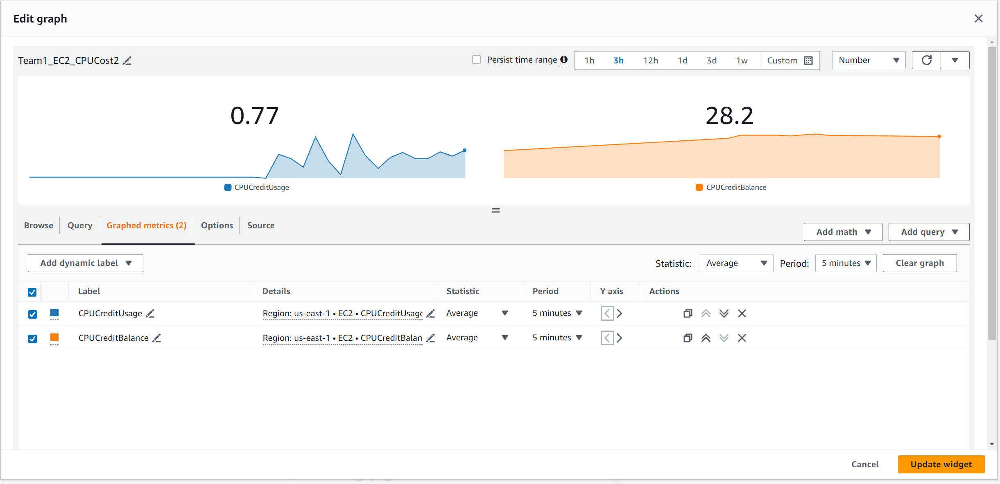 Edit graph
Team1_EC2_CPUCost2
Persist time range 1h 3h 12h 1d 3d 1w Custom Number
0.77
28.2
CPUCreditUsage
CPUCreditBalance
Browse Query Graphed metrics (2) Options Source
Add math Add query
Add dynamic label Statistic: Average Period: 5 minutes Clear graph
Label Details Statistic Period Y axis Actions
CPUCreditUsage Region: us-east-1 • EC2 • CPUCreditUsage Average 5 minutes
CPUCreditBalance Region: us-east-1 • EC2 • CPUCreditBalan Average 5 minutes
Cancel Update widget